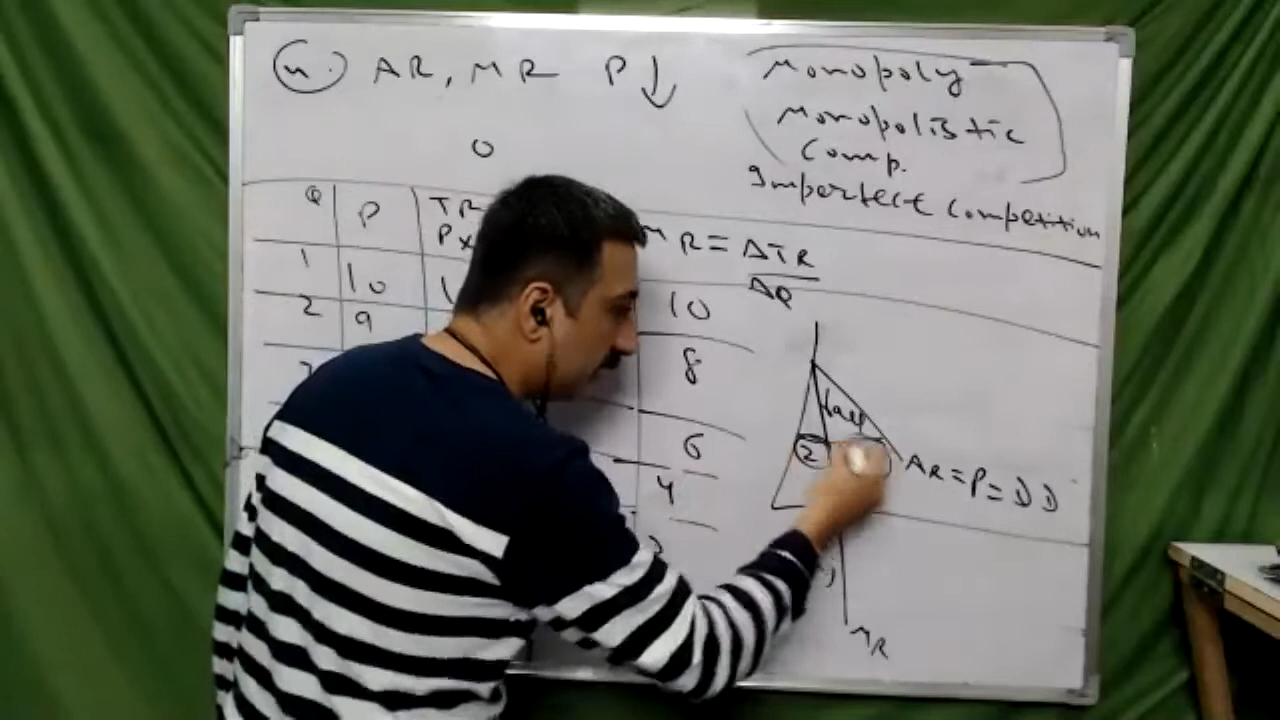 AR, MR P↓
Monopoly
Monopolistic
Comp.
Imperfect Competition
0
Q P TR MR = ΔTR
P× ΔQ
1 10 1 10
2 9 8
6
4
2
AR = P = DD
MR